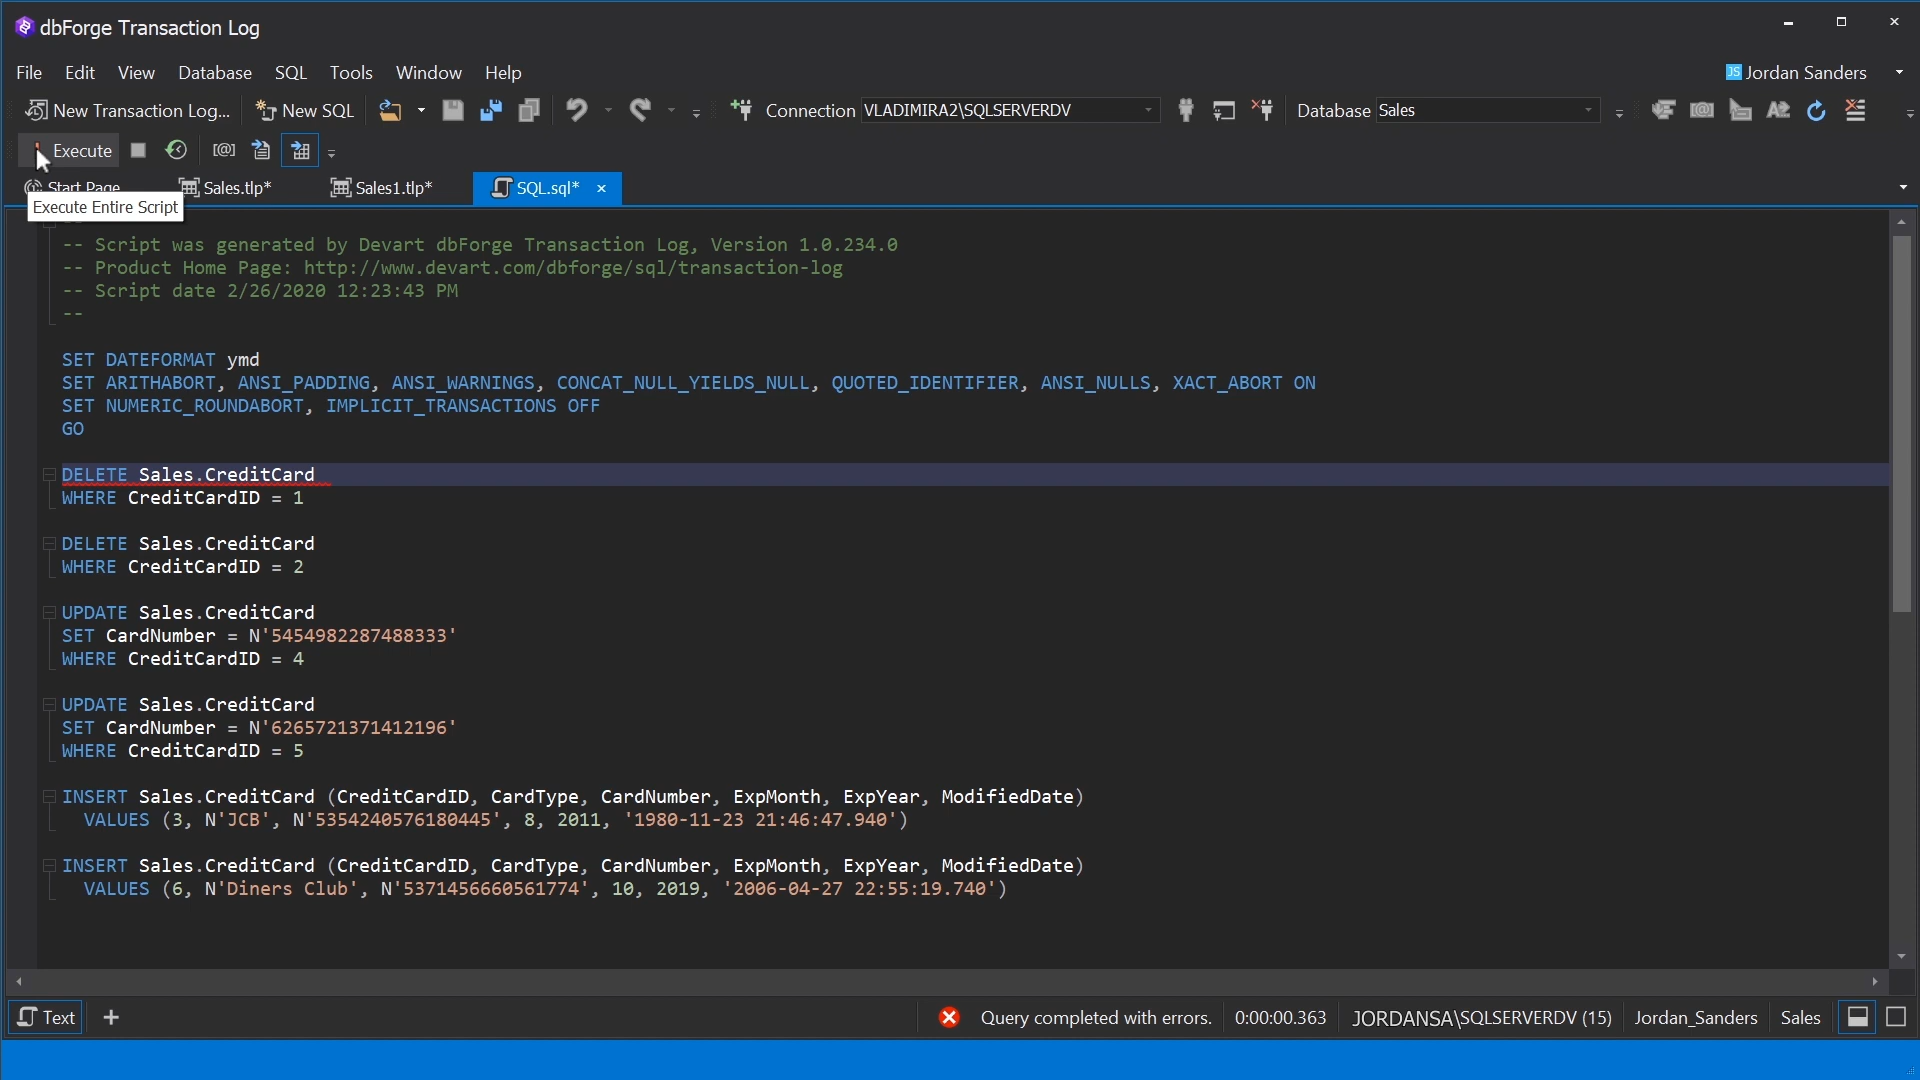 dbForge Transaction Log
File Edit View Database SQL Tools Window Help
JS Jordan Sanders
New Transaction Log... New SQL Connection VLADIMIRA2\SQLSERVERDV Database Sales
Execute
Start Page Sales.tlp* Sales1.tlp* SQL.sql*
Execute Entire Script
-- Script was generated by Devart dbForge Transaction Log, Version 1.0.234.0
-- Product Home Page: http://www.devart.com/dbforge/sql/transaction-log
-- Script date 2/26/2020 12:23:43 PM
--
SET DATEFORMAT ymd
SET ARITHABORT, ANSI_PADDING, ANSI_WARNINGS, CONCAT_NULL_YIELDS_NULL, QUOTED_IDENTIFIER, ANSI_NULLS, XACT_ABORT ON
SET NUMERIC_ROUNDABORT, IMPLICIT_TRANSACTIONS OFF
GO
DELETE Sales.CreditCard
WHERE CreditCardID = 1
DELETE Sales.CreditCard
WHERE CreditCardID = 2
UPDATE Sales.CreditCard
SET CardNumber = N'5454982287488333'
WHERE CreditCardID = 4
UPDATE Sales.CreditCard
SET CardNumber = N'6265721371412196'
WHERE CreditCardID = 5
INSERT Sales.CreditCard (CreditCardID, CardType, CardNumber, ExpMonth, ExpYear, ModifiedDate)
VALUES (3, N'JCB', N'5354240576180445', 8, 2011, '1980-11-23 21:46:47.940')
INSERT Sales.CreditCard (CreditCardID, CardType, CardNumber, ExpMonth, ExpYear, ModifiedDate)
VALUES (6, N'Diners Club', N'5371456660561774', 10, 2019, '2006-04-27 22:55:19.740')
Text Query completed with errors. 0:00:00.363 JORDANSA\SQLSERVERDV (15) Jordan_Sanders Sales